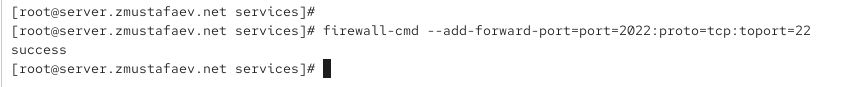 [root@server.zmustafaev.net services]#
[root@server.zmustafaev.net services]# firewall-cmd --add-forward-port=port=2022:proto=tcp:toport=22
success
[root@server.zmustafaev.net services]#